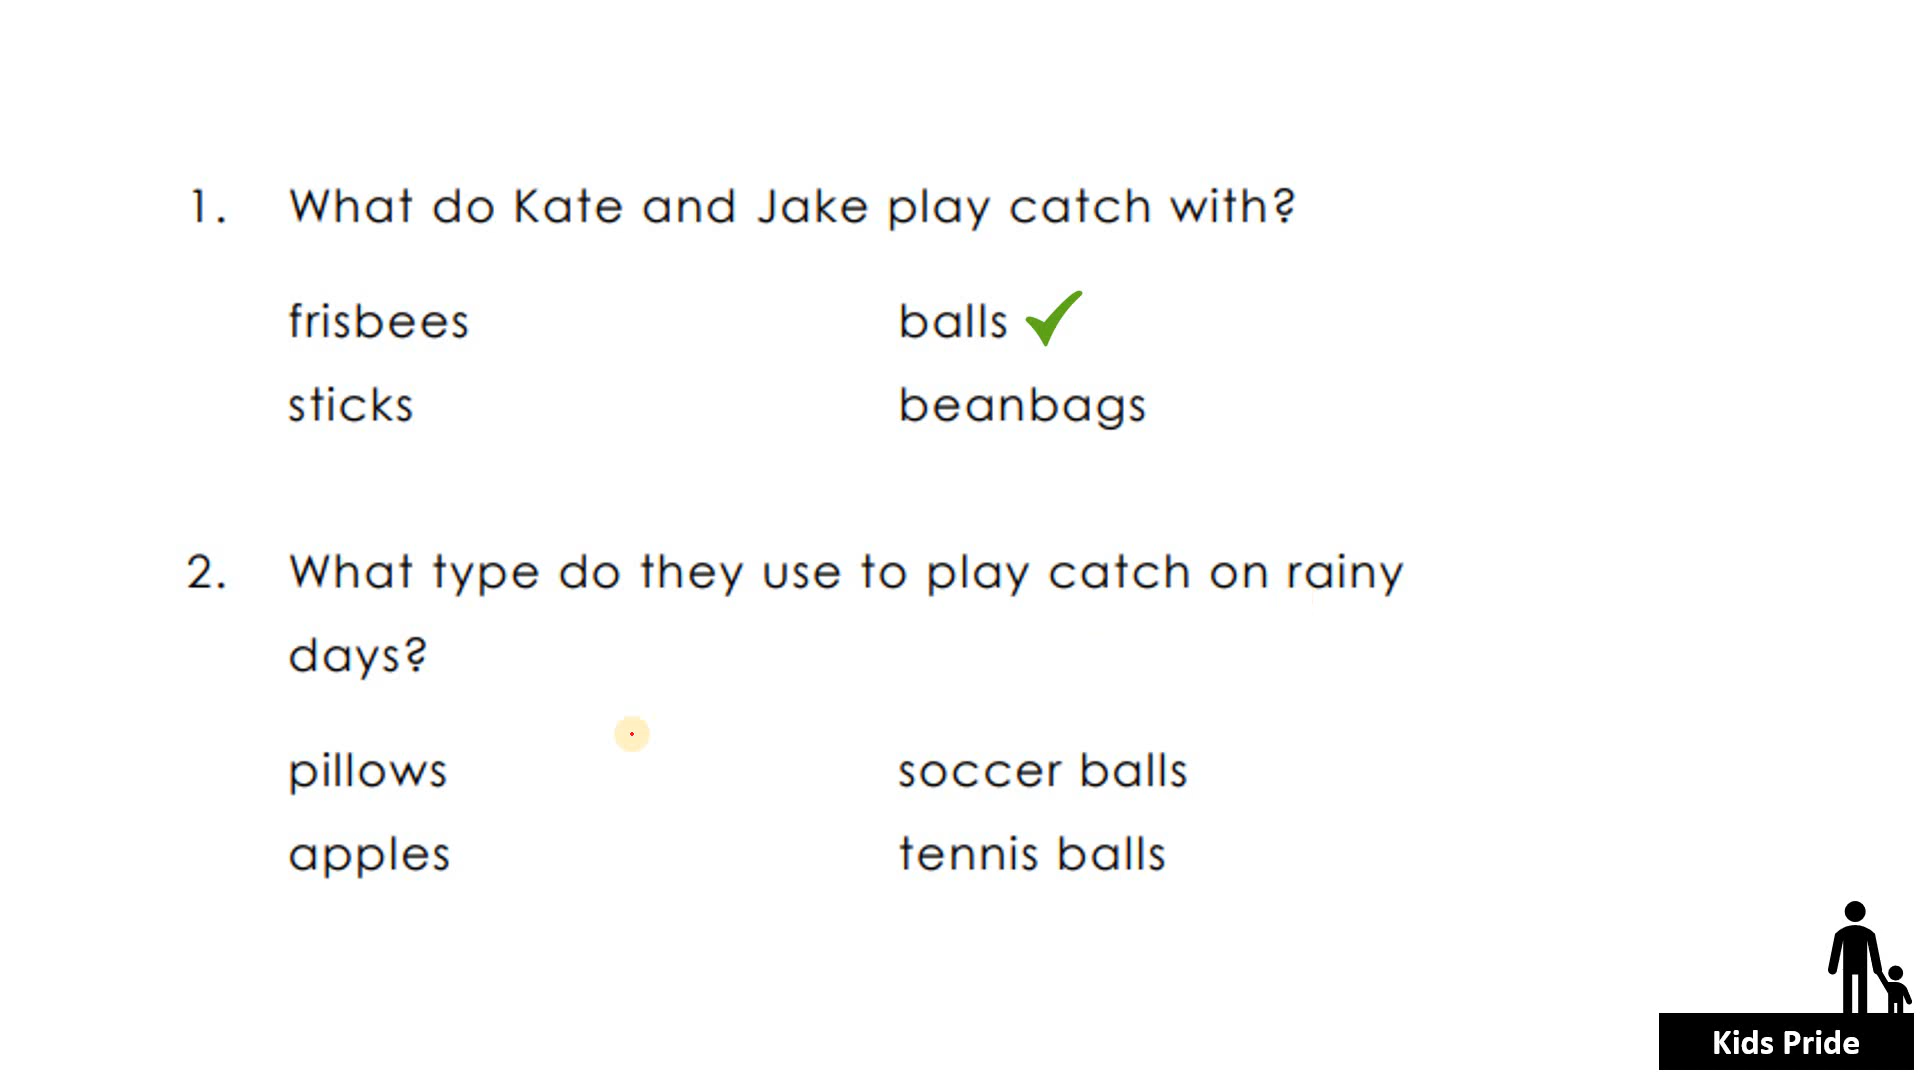 1. What do Kate and Jake play catch with?
frisbees balls
sticks beanbags
2. What type do they use to play catch on rainy
days?
pillows soccer balls
apples tennis balls
Kids Pride